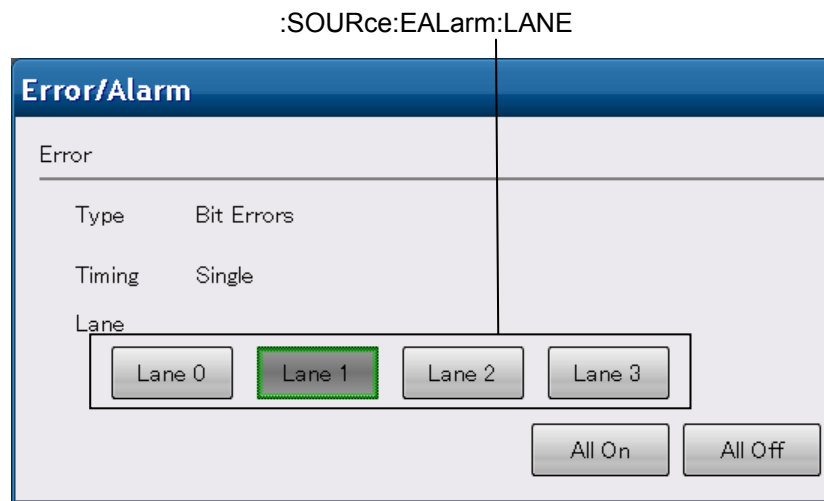 :SOURce:EALarm:LANE
Error/Alarm
Error
Type Bit Errors
Timing Single
Lane
Lane 0 Lane 1 Lane 2 Lane 3
All On All Off